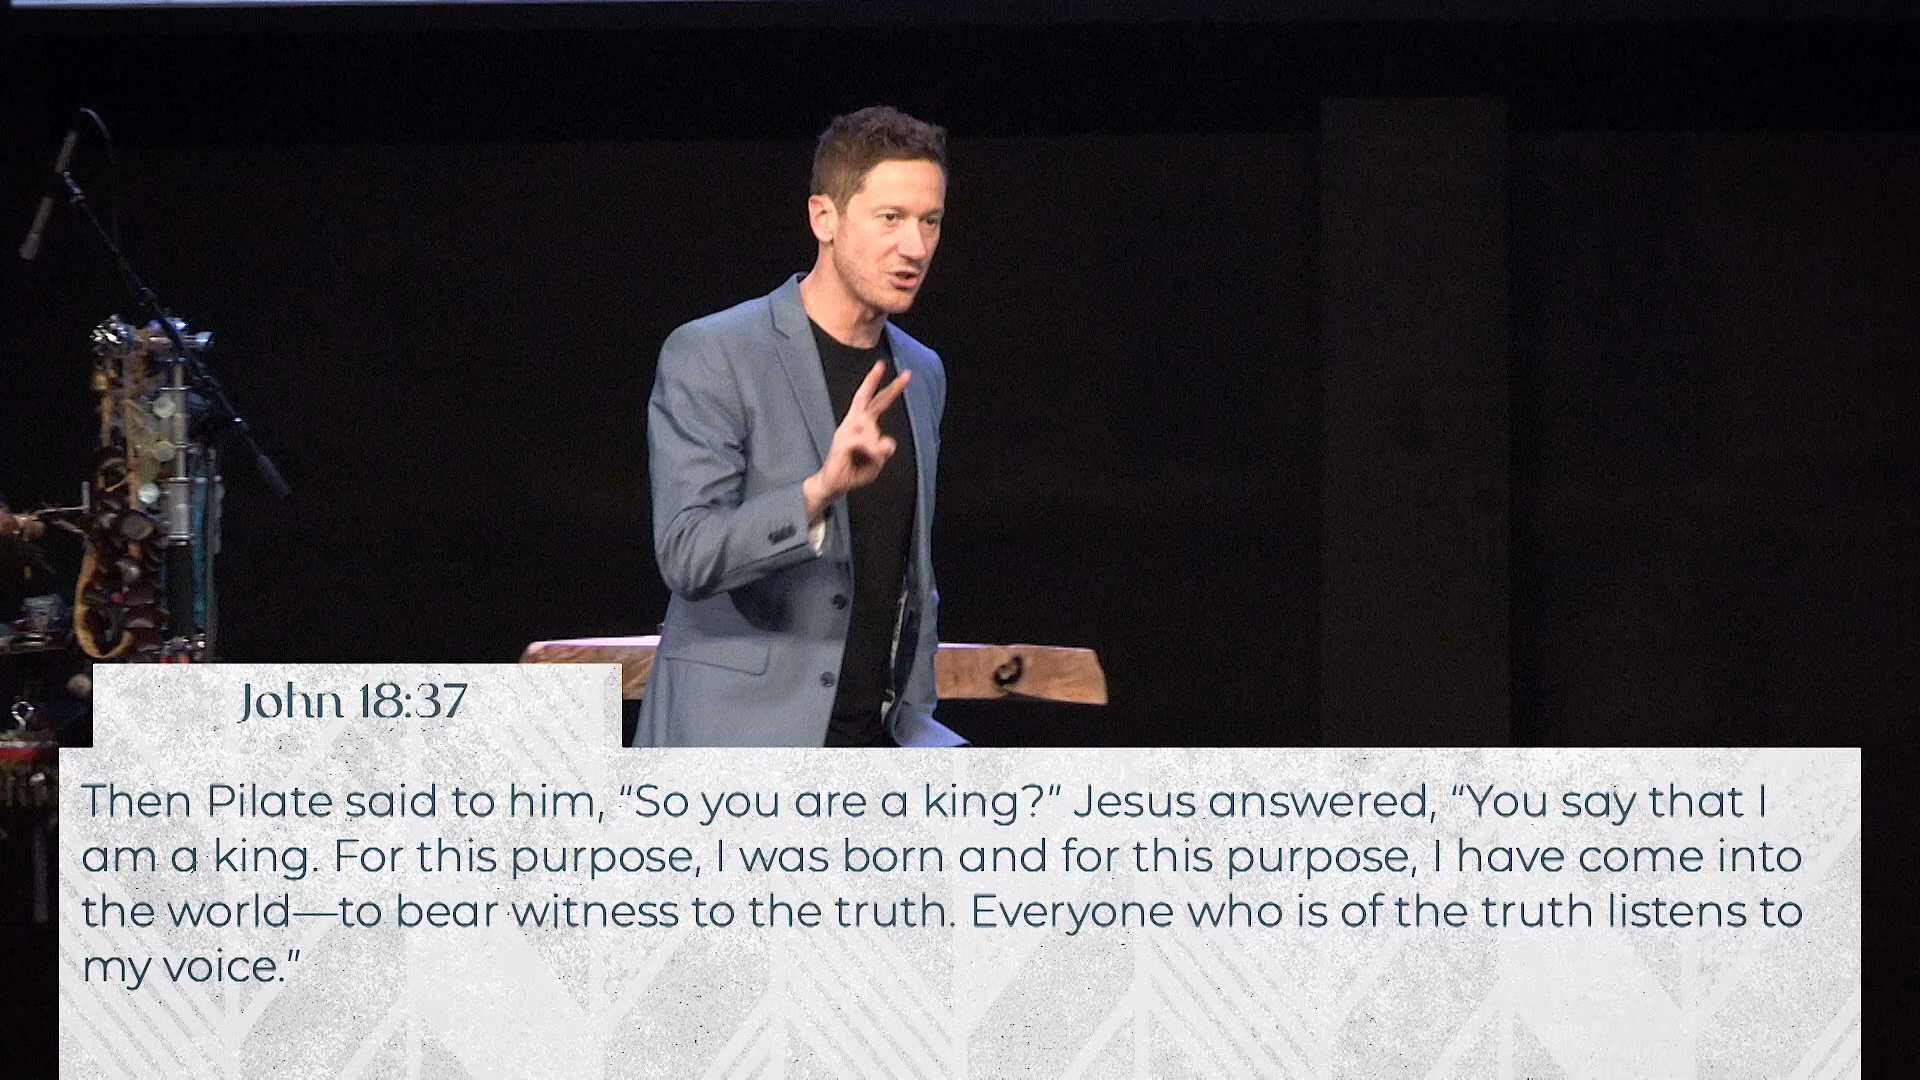 John 18:37
Then Pilate said to him, “So you are a king?” Jesus answered, “You say that I
am a king. For this purpose, I was born and for this purpose, I have come into
the world—to bear witness to the truth. Everyone who is of the truth listens to
my voice.”